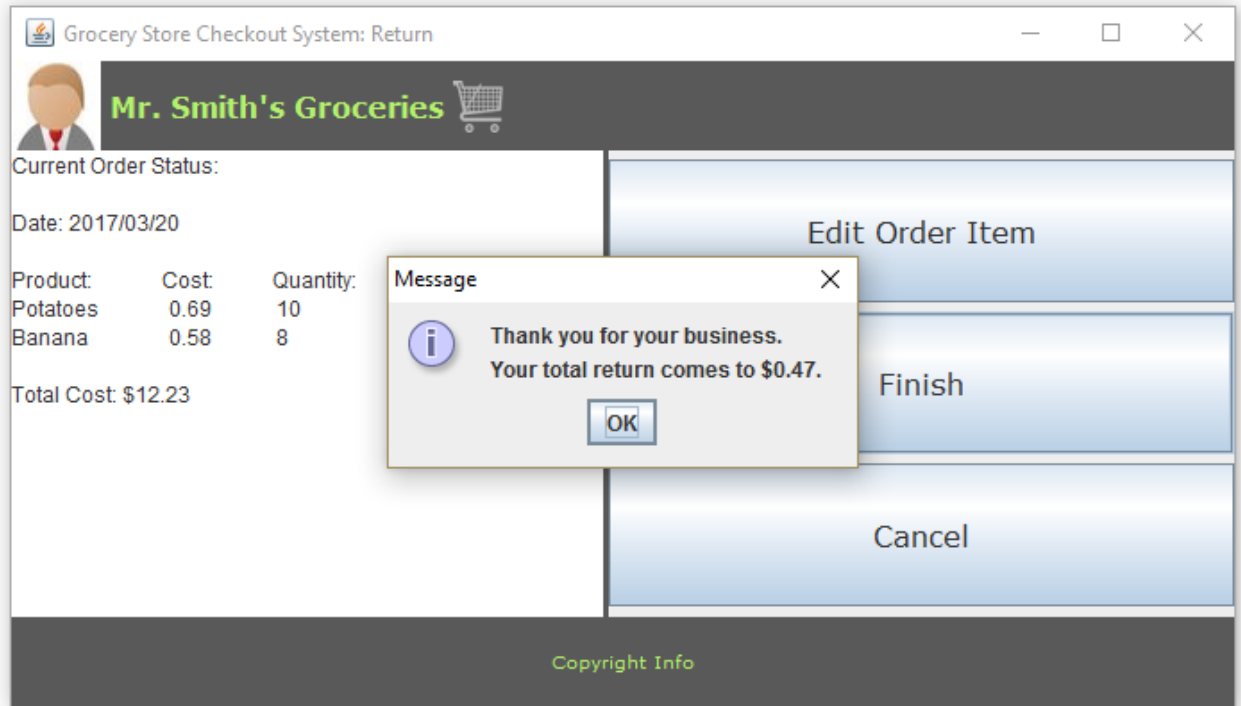 Grocery Store Checkout System: Return
Mr. Smith's Groceries
Current Order Status:
Date: 2017/03/20
Product: Cost: Quantity:
Potatoes 0.69 10
Banana 0.58 8
Total Cost: $12.23
Edit Order Item
Message
Thank you for your business.
Your total return comes to $0.47.
OK
Finish
Cancel
Copyright Info